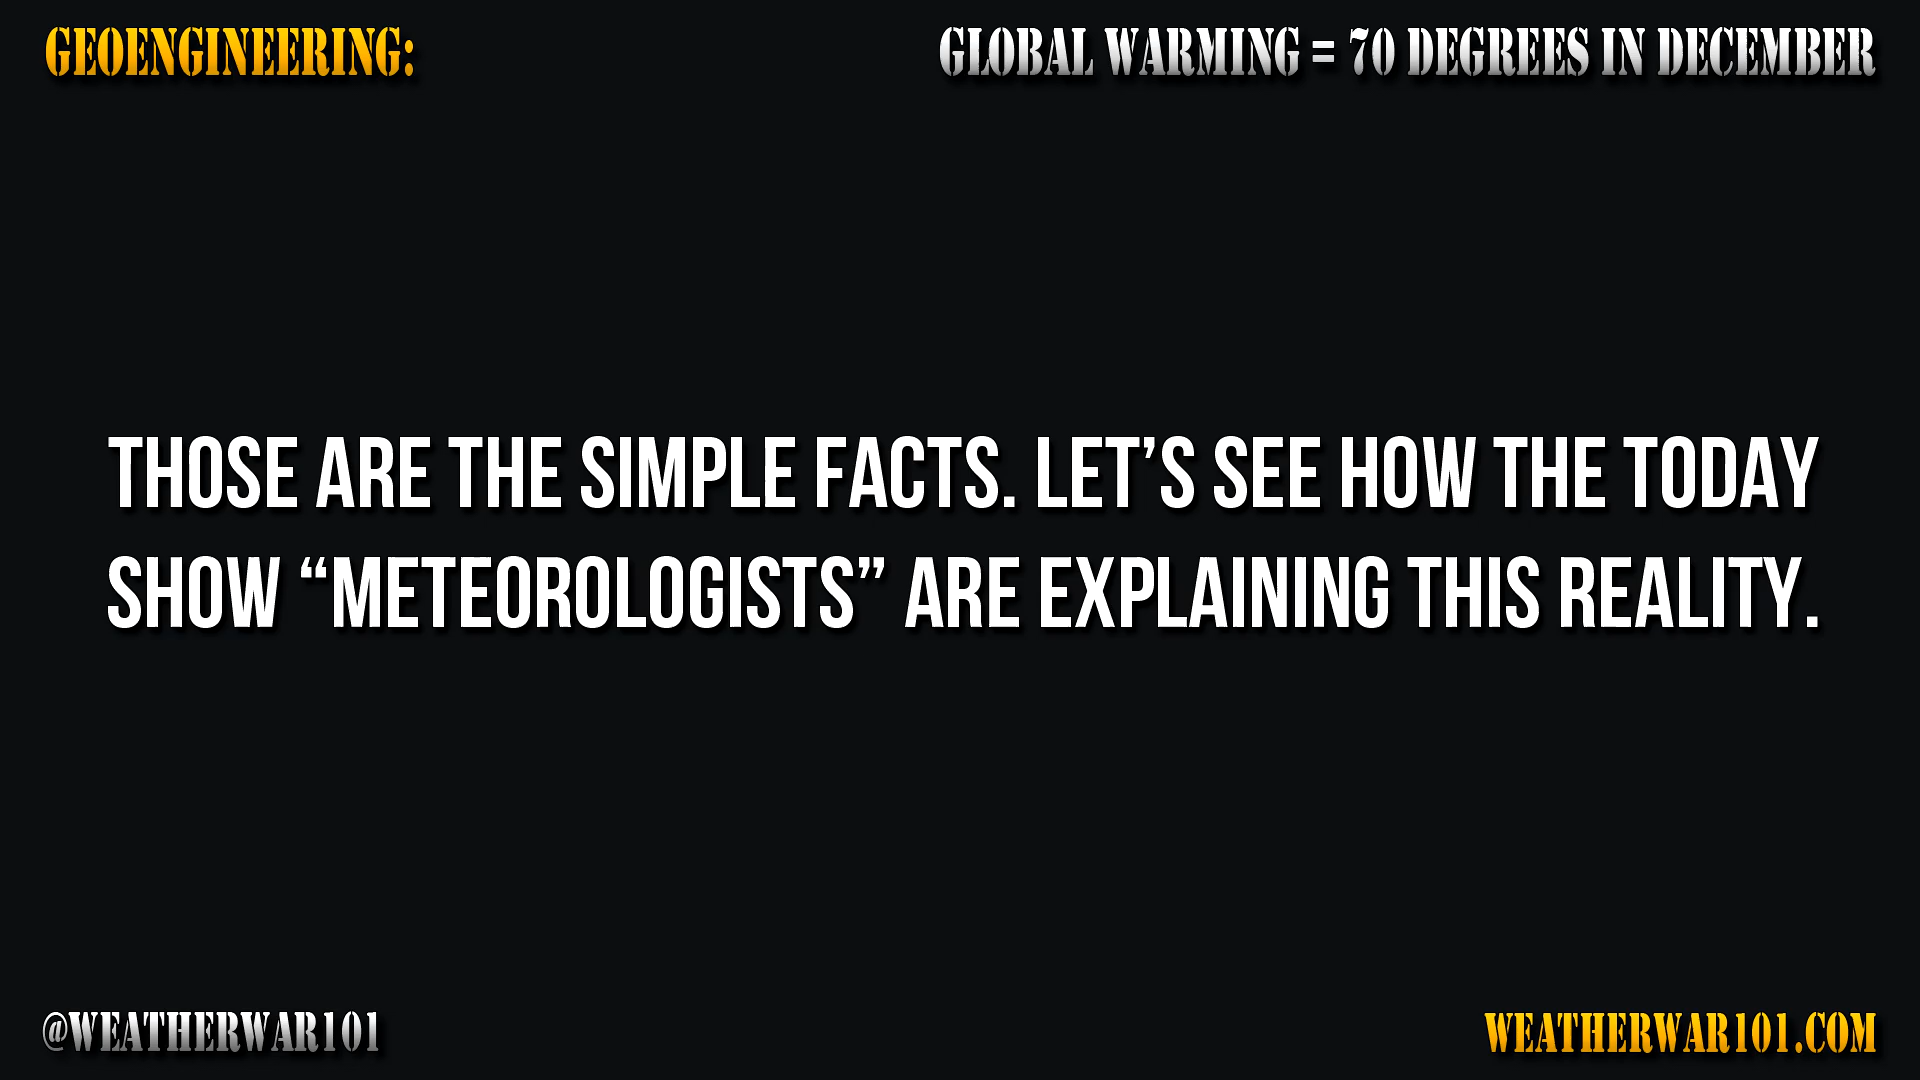 GEOENGINEERING:
GLOBAL WARMING = 70 DEGREES IN DECEMBER
THOSE ARE THE SIMPLE FACTS. LET’S SEE HOW THE TODAY
SHOW “METEOROLOGISTS” ARE EXPLAINING THIS REALITY.
@WEATHERWAR101
WEATHERWAR101.COM